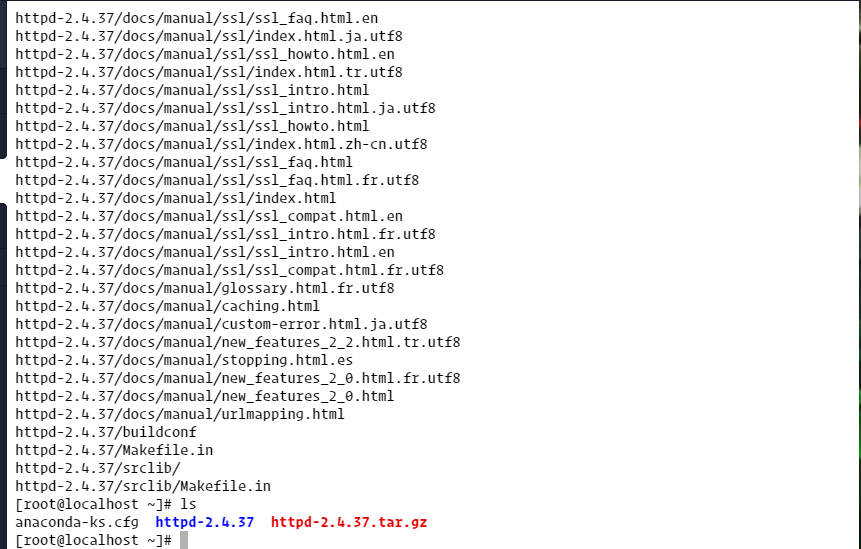 httpd-2.4.37/docs/manual/ssl/ssl_faq.html.en
httpd-2.4.37/docs/manual/ssl/index.html.ja.utf8
httpd-2.4.37/docs/manual/ssl/ssl_howto.html.en
httpd-2.4.37/docs/manual/ssl/index.html.tr.utf8
httpd-2.4.37/docs/manual/ssl/ssl_intro.html
httpd-2.4.37/docs/manual/ssl/ssl_intro.html.ja.utf8
httpd-2.4.37/docs/manual/ssl/ssl_howto.html
httpd-2.4.37/docs/manual/ssl/index.html.zh-cn.utf8
httpd-2.4.37/docs/manual/ssl/ssl_faq.html
httpd-2.4.37/docs/manual/ssl/ssl_faq.html.fr.utf8
httpd-2.4.37/docs/manual/ssl/index.html
httpd-2.4.37/docs/manual/ssl/ssl_compat.html.en
httpd-2.4.37/docs/manual/ssl/ssl_intro.html.fr.utf8
httpd-2.4.37/docs/manual/ssl/ssl_intro.html.en
httpd-2.4.37/docs/manual/ssl/ssl_compat.html.fr.utf8
httpd-2.4.37/docs/manual/glossary.html.fr.utf8
httpd-2.4.37/docs/manual/caching.html
httpd-2.4.37/docs/manual/custom-error.html.ja.utf8
httpd-2.4.37/docs/manual/new_features_2_2.html.tr.utf8
httpd-2.4.37/docs/manual/stopping.html.es
httpd-2.4.37/docs/manual/new_features_2_0.html.fr.utf8
httpd-2.4.37/docs/manual/new_features_2_0.html
httpd-2.4.37/docs/manual/urlmapping.html
httpd-2.4.37/buildconf
httpd-2.4.37/Makefile.in
httpd-2.4.37/srclib/
httpd-2.4.37/srclib/Makefile.in
[root@localhost ~]# ls
anaconda-ks.cfg  httpd-2.4.37  httpd-2.4.37.tar.gz
[root@localhost ~]#